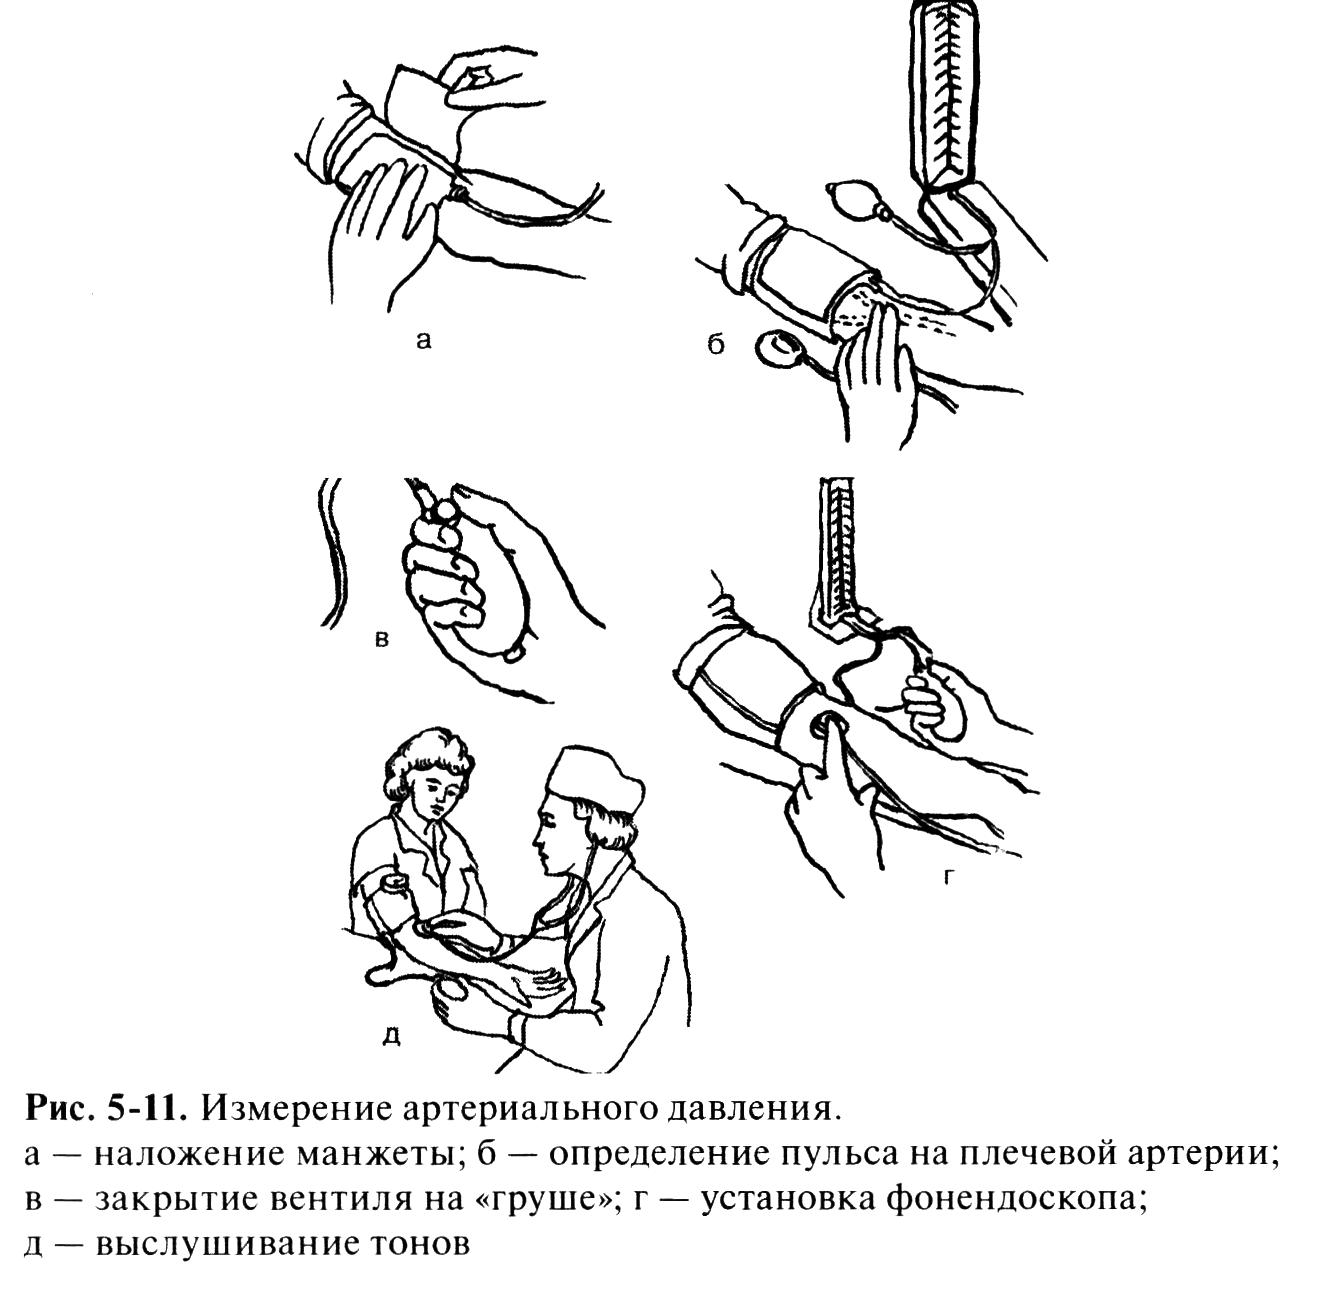 а
б
в
г
д
Рис. 5-11. Измерение артериального давления.
а — наложение манжеты; б — определение пульса на плечевой артерии;
в — закрытие вентиля на «груше»; г — установка фонендоскопа;
д — выслушивание тонов